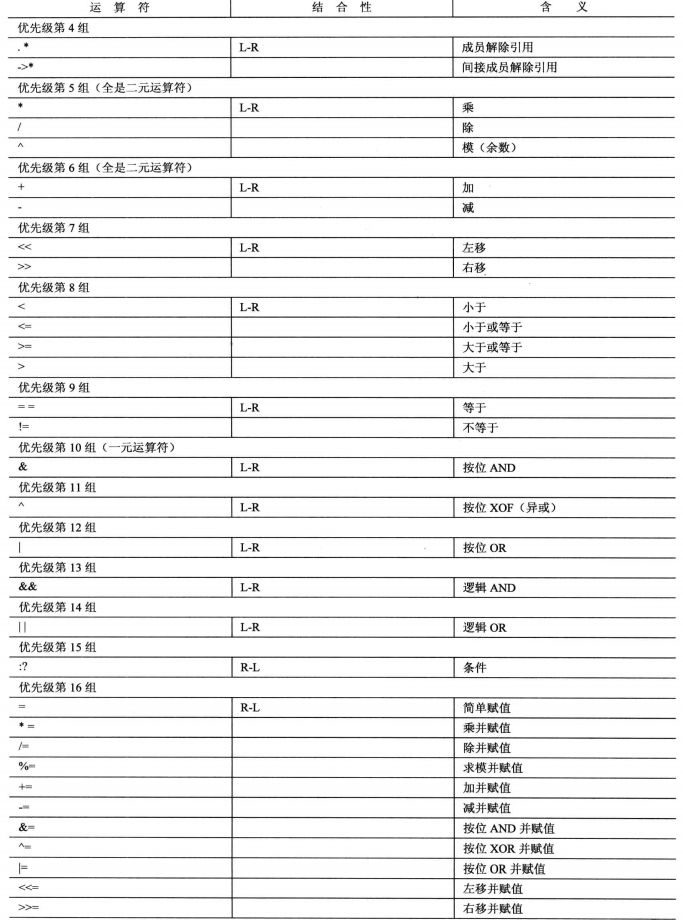 运 算 符 结 合 性 含 义
优先级第 4 组
. * L-R 成员解除引用
->* 间接成员解除引用
优先级第 5 组（全是二元运算符）
* L-R 乘
/ 除
^ 模（余数）
优先级第 6 组（全是二元运算符）
+ L-R 加
- 减
优先级第 7 组
<< L-R 左移
>> 右移
优先级第 8 组
< L-R 小于
<= 小于或等于
>= 大于或等于
> 大于
优先级第 9 组
= = L-R 等于
!= 不等于
优先级第 10 组（一元运算符）
& L-R 按位 AND
优先级第 11 组
^ L-R 按位 XOF（异或）
优先级第 12 组
| L-R 按位 OR
优先级第 13 组
&& L-R 逻辑 AND
优先级第 14 组
|| L-R 逻辑 OR
优先级第 15 组
:? R-L 条件
优先级第 16 组
= R-L 简单赋值
* = 乘并赋值
/= 除并赋值
%= 求模并赋值
+= 加并赋值
-= 减并赋值
&= 按位 AND 并赋值
^= 按位 XOR 并赋值
|= 按位 OR 并赋值
<<= 左移并赋值
>>= 右移并赋值